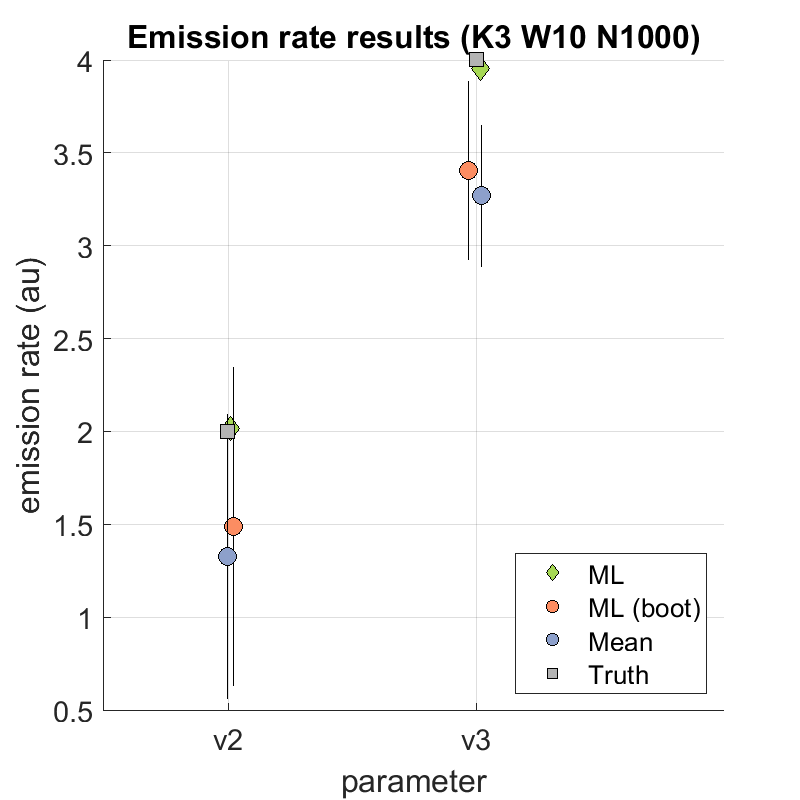 Emission rate results (K3 W10 N1000)
4
3.5
3
2.5
2
1.5
1
0.5
emission rate (au)
v2
v3
parameter
ML
ML (boot)
Mean
Truth